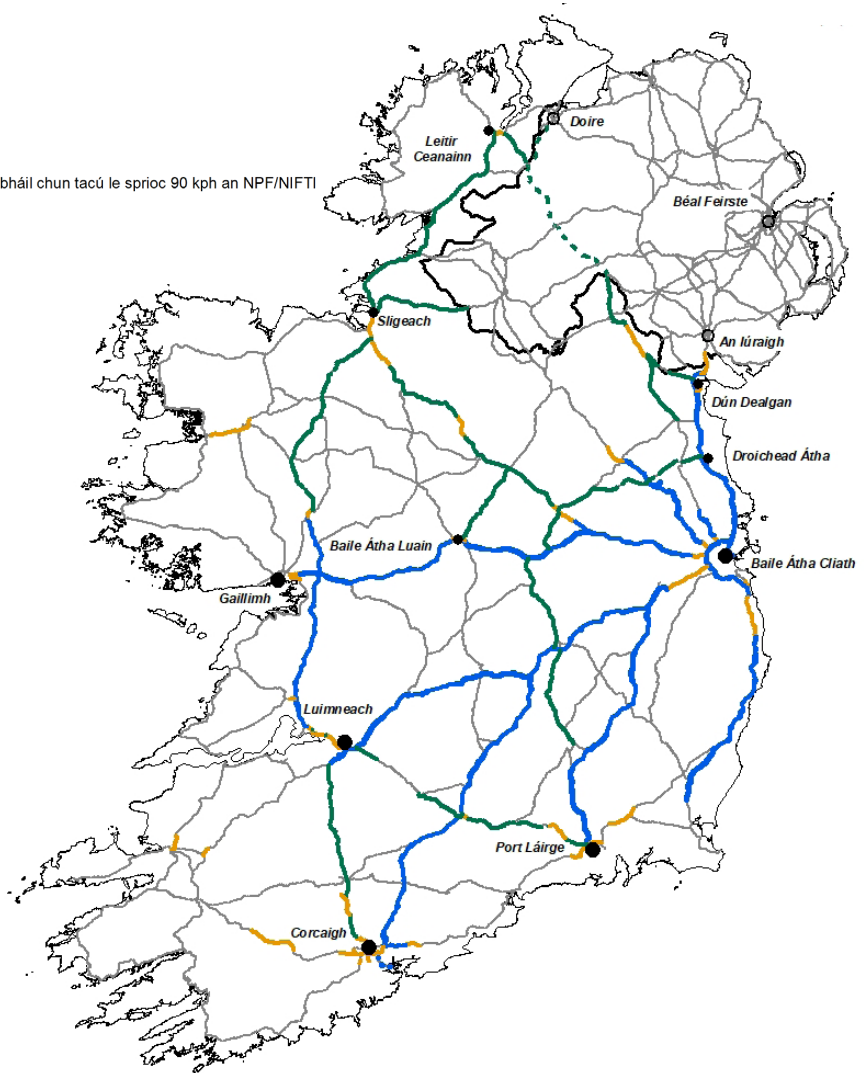 Doire
Leitir
Ceanainn
bháil chun tacú le sprioc 90 kph an NPF/NIFTI
Béal Feirste
Sligeach
An Iúraigh
Dún Dealgan
Droichead Átha
Baile Átha Luain
Baile Átha Cliath
Gaillimh
Luimneach
Port Láirge
Corcaigh